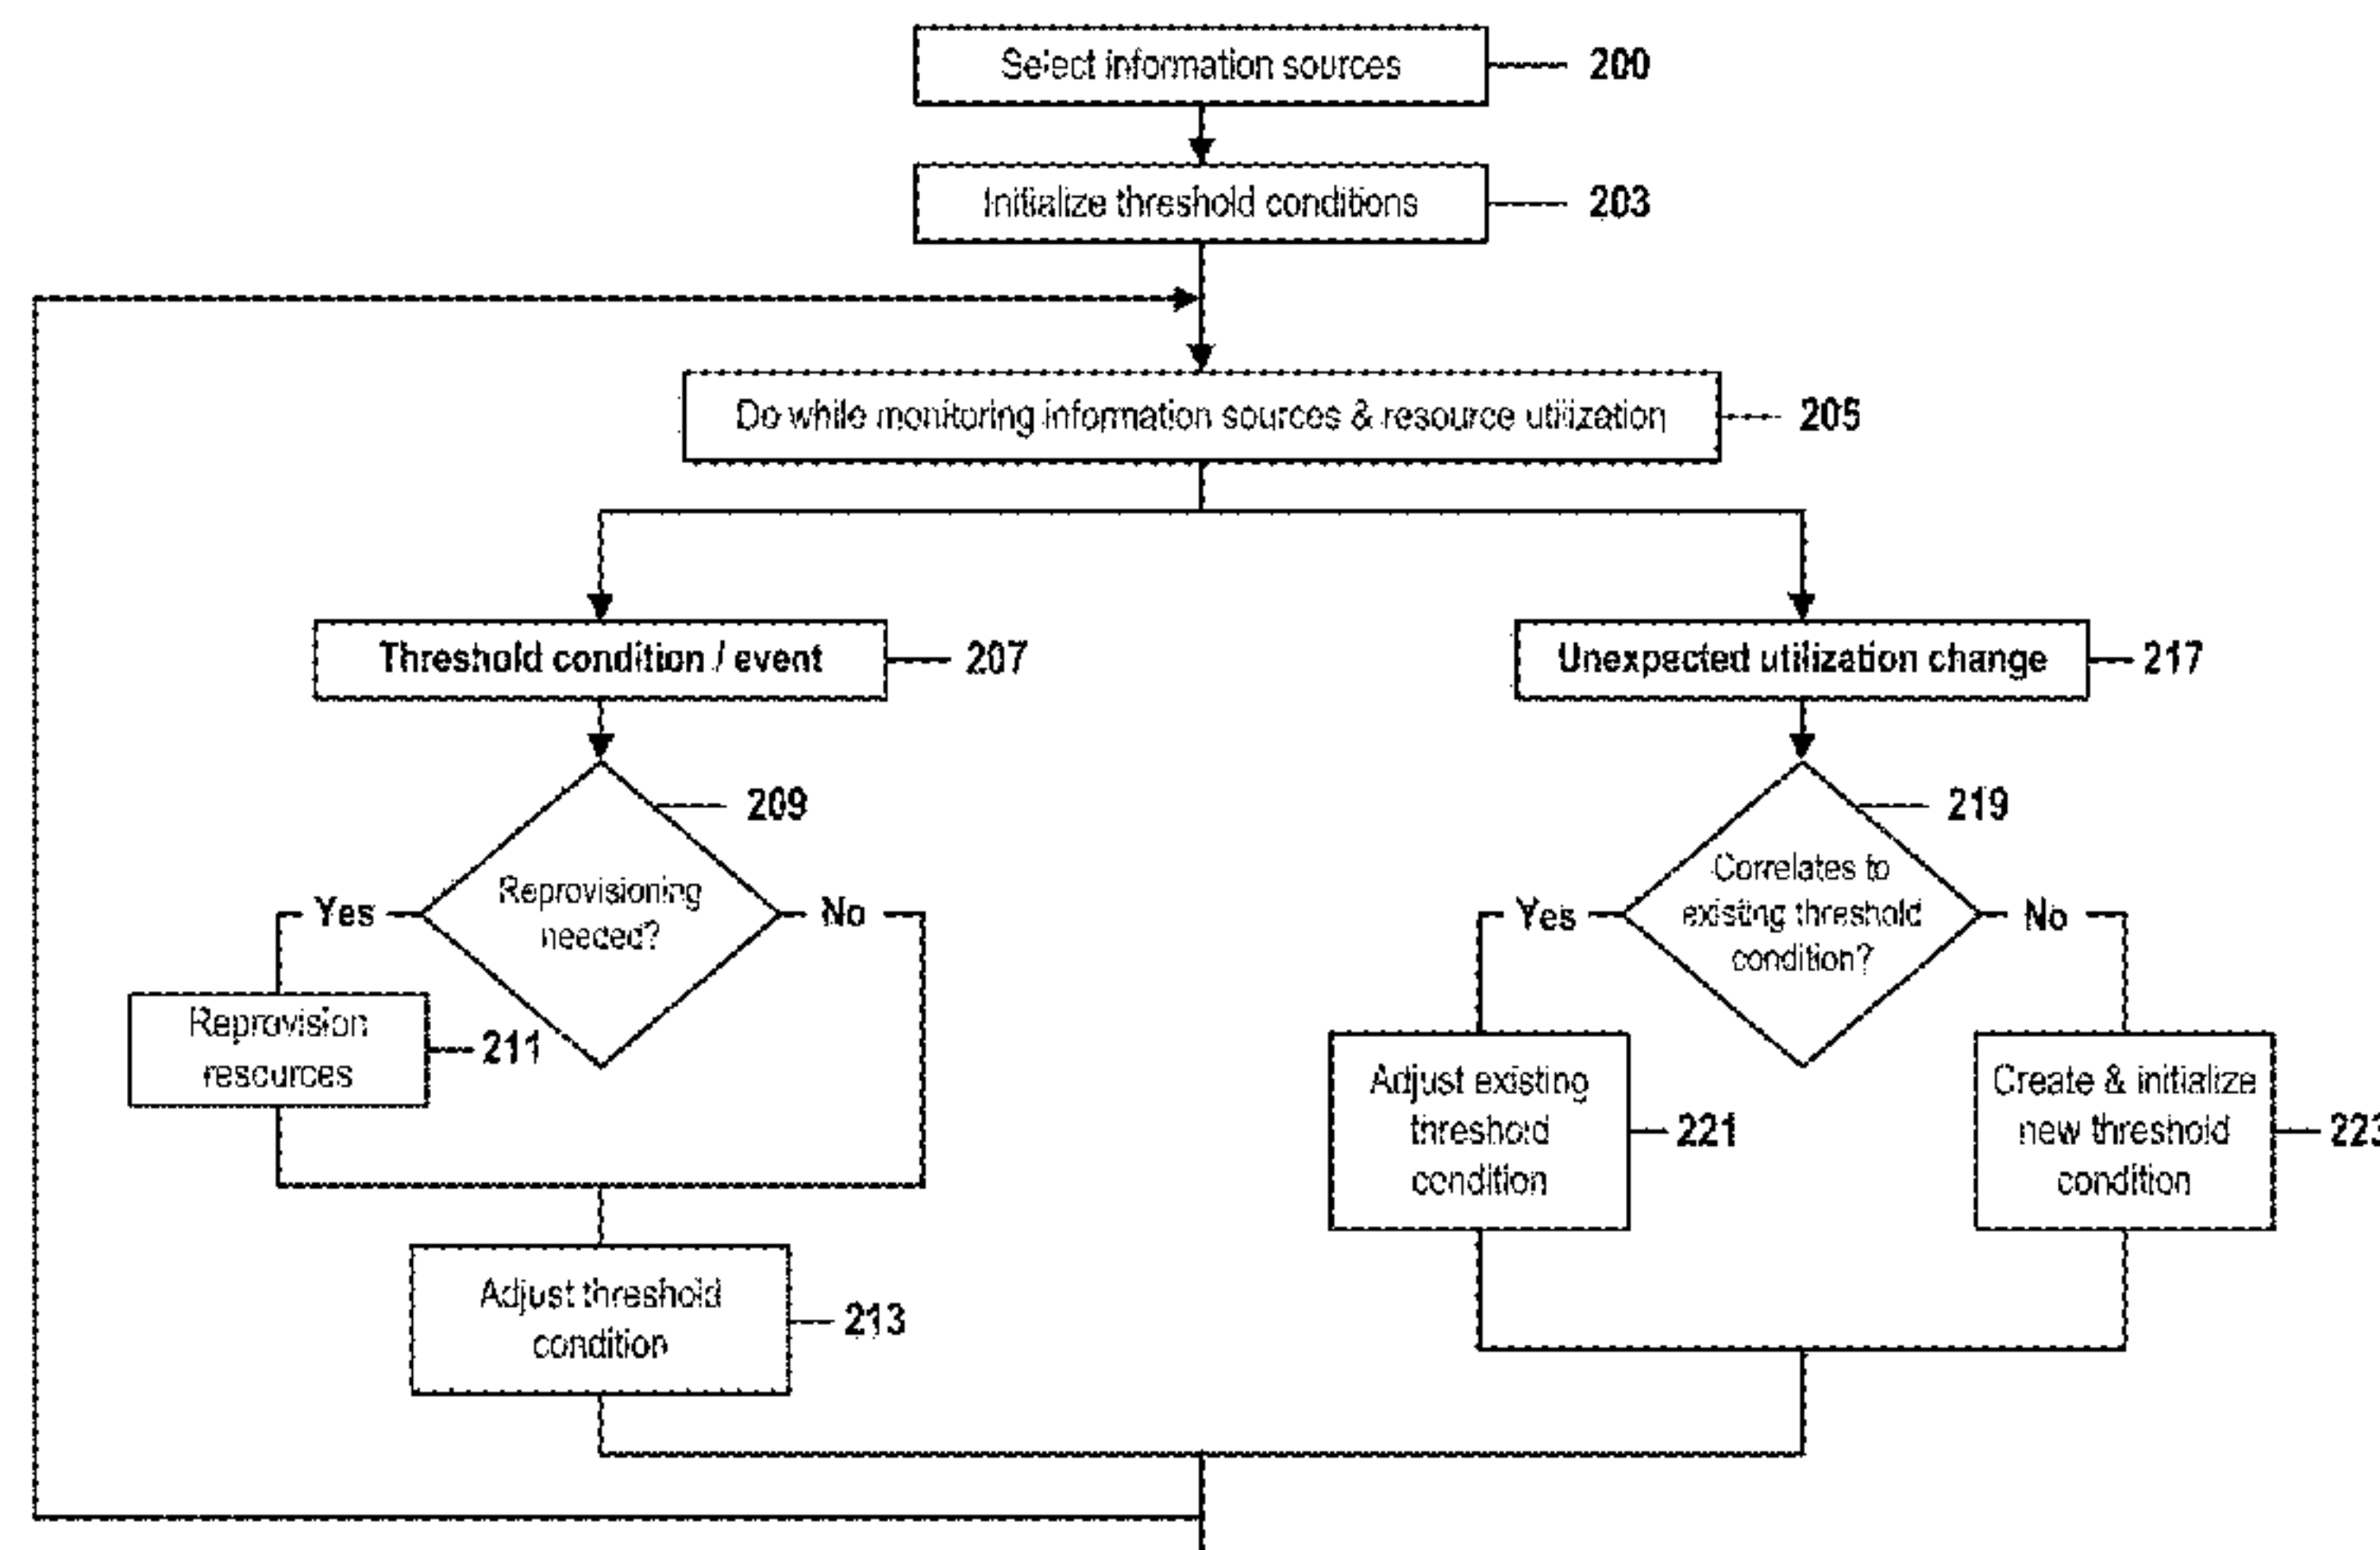 Select information sources
200
Initialize threshold conditions
203
Do while monitoring information sources & resource utilization
205
Threshold condition / event
207
Unexpected utilization change
217
209
Reprovisioning
needed?
Yes
No
219
Correlates to
existing threshold
condition?
Yes
No
Reprovision
resources
211
Adjust existing
threshold
condition
221
Create & initialize
new threshold
condition
223
Adjust threshold
condition
213